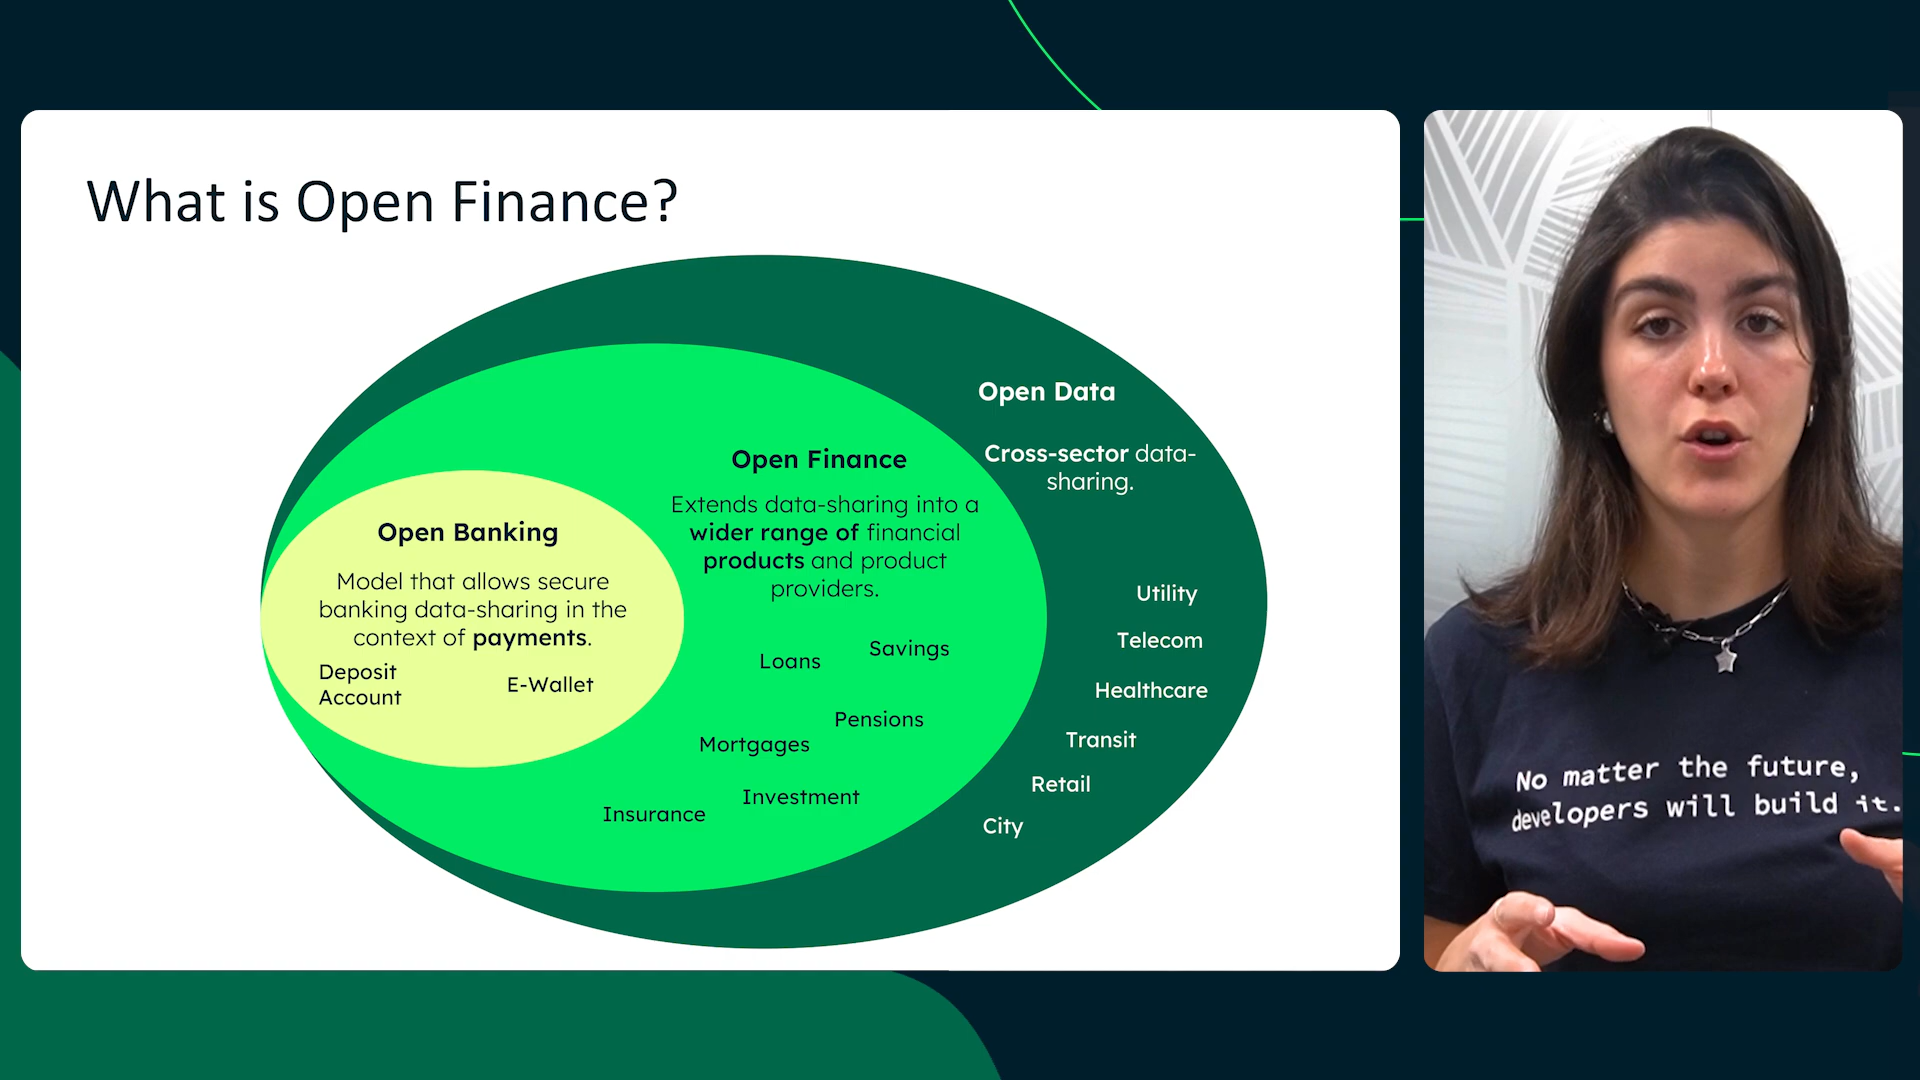 What is Open Finance?
Open Data
Cross-sector data-
sharing.
Open Finance
Extends data-sharing into a
wider range of financial
products and product
providers.
Open Banking
Model that allows secure
banking data-sharing in the
context of payments.
Deposit
Account
E-Wallet
Loans
Savings
Pensions
Mortgages
Investment
Insurance
Utility
Telecom
Healthcare
Transit
Retail
City
No matter the future,
developers will build it.